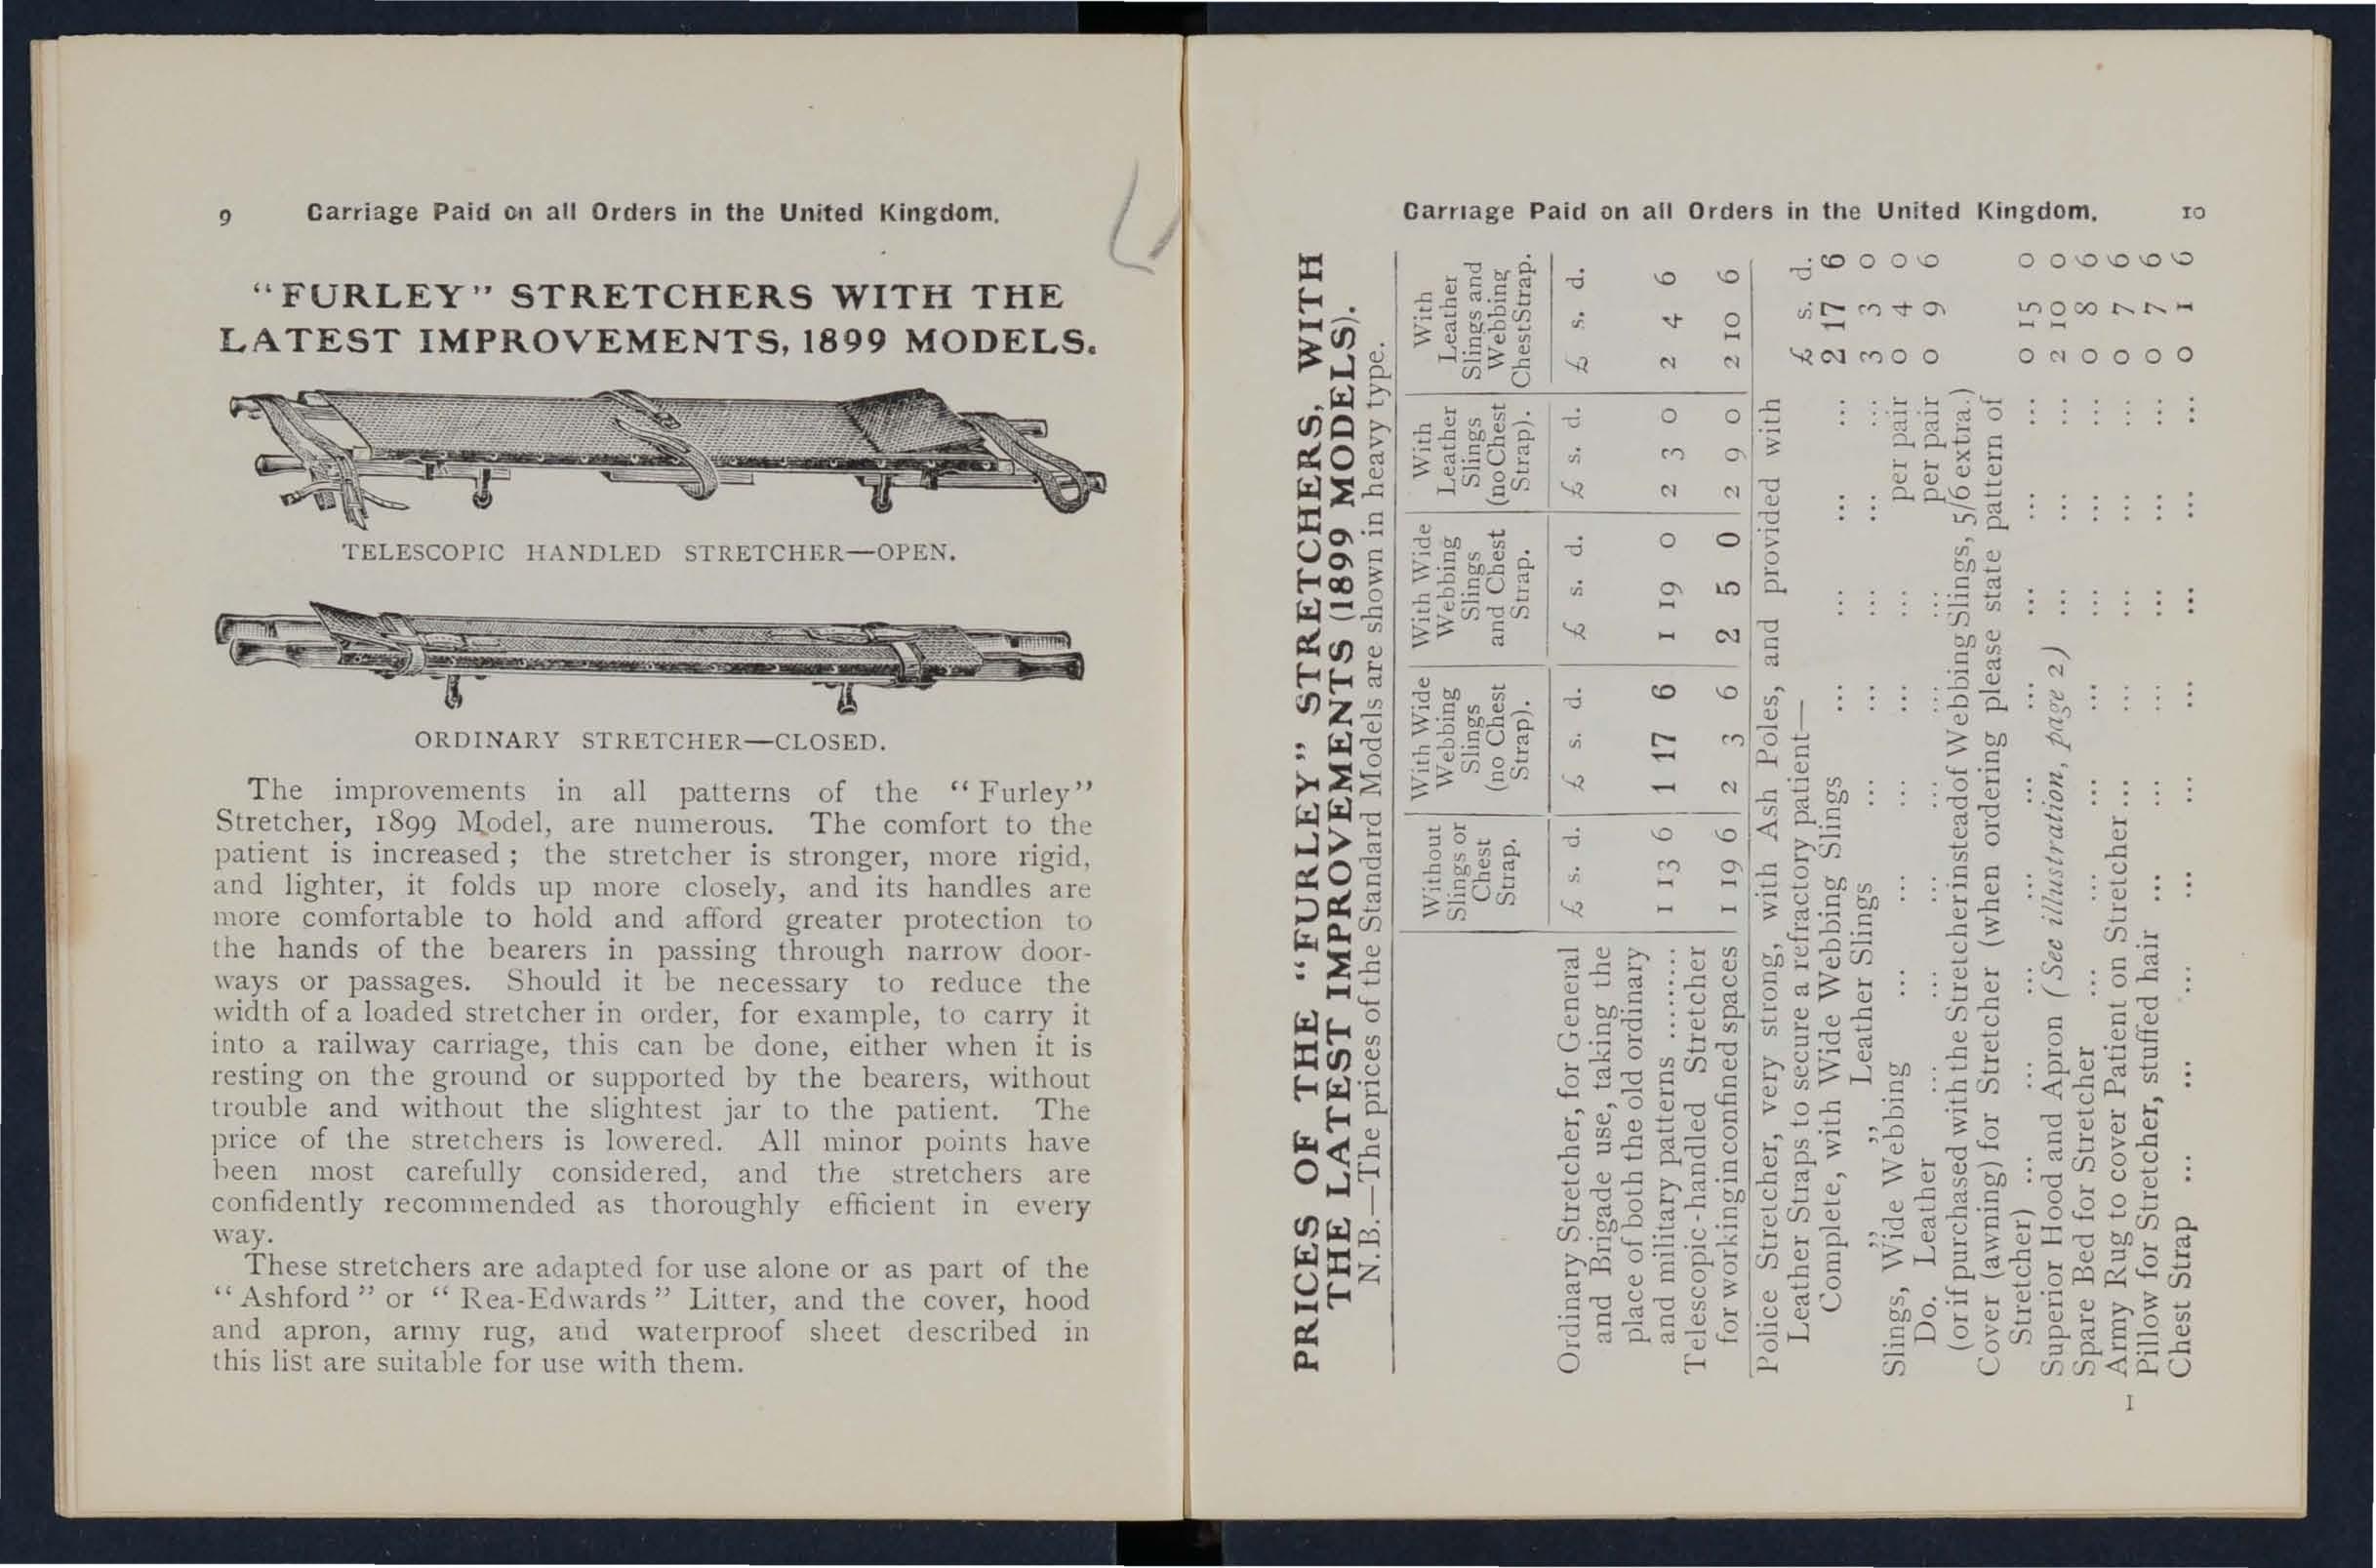 9 Carriage Paid on all Orders in the United Kingdom.
"FURLEY" STRETCHERS WITH THE
LATEST IMPROVEMENTS, 1899 MODELS.
TELESCOPIC HANDLED STRETCHER—OPEN.
ORDINARY STRETCHER—CLOSED.
The improvements in all patterns of the "Furley"
Stretcher, 1899 Model, are numerous. The comfort to the
patient is increased; the stretcher is stronger, more rigid,
and lighter, it folds up more closely, and its handles are
more comfortable to hold and afford greater protection to
the hands of the bearers in passing through narrow door-
ways or passages. Should it be necessary to reduce the
width of a loaded stretcher in order, for example, to carry it
into a railway carriage, this can be done, either when it is
resting on the ground or supported by the bearers, without
trouble and without the slightest jar to the patient. The
price of the stretchers is lowered. All minor points have
been most carefully considered, and the stretchers are
confidently recommended as thoroughly efficient in every
way.
These stretchers are adapted for use alone or as part of the
"Ashford" or "Rea-Edwards" Litter, and the cover, hood
and apron, army rug, and waterproof sheet described in
this list are suitable for use with them.
Carriage Paid on all Orders in the United Kingdom. 10
PRICES OF THE "FURLEY" STRETCHERS, WITH
THE LATEST IMPROVEMENTS (1899 MODELS).
N.B.—The prices of the Standard Models are shown in heavy type.
Without
Slings or
Chest
Strap.
With Wide
Webbing
Slings
(no Chest
Strap).
With Wide
Webbing
Slings
and Chest
Strap.
With
Leather
Slings
(no Chest
Strap).
With
Leather
Slings and
Webbing
Chest Strap.
£ s. d. £ s. d. £ s. d. £ s. d. £ s. d.
Ordinary Stretcher, for General
and Brigade use, taking the
place of both the old ordinary
and military patterns ......... 1 13 6 1 17 6 1 19 0 2 3 0 2 4 6
Telescopic-handled Stretcher
for working in confined spaces 1 19 6 2 3 6 2 5 0 2 9 0 2 10 6
Police Stretcher, very strong, with Ash Poles, and provided with
Leather Straps to secure a refractory patient— £ s. d.
Complete, with Wide Webbing Slings ... ... ... ... ... 2 17 6
" " Leather Slings ... ... ... ... ... 3 3 0
Slings, Wide Webbing ... ... ... ... ... per pair 0 4 0
Do. Leather ... ... ... ... ... ... per pair 0 9 6
(or if purchased with the Stretcher instead of Webbing Slings, 5/6 extra.)
Cover (awning) for Stretcher (when ordering please state pattern of
Stretcher) ... ... ... ... ... ... ... ... ... 0 15 0
Superior Hood and Apron (See illustration, page 2) ... ... ... 2 10 0
Spare Bed for Stretcher ... ... ... ... ... ... ... 0 8 6
Army Rug to cover Patient on Stretcher ... ... ... ... ... 0 7 6
Pillow for Stretcher, stuffed hair ... ... ... ... ... ... 0 7 6
Chest Strap ... ... ... ... ... ... ... ... ... 0 1 6
I